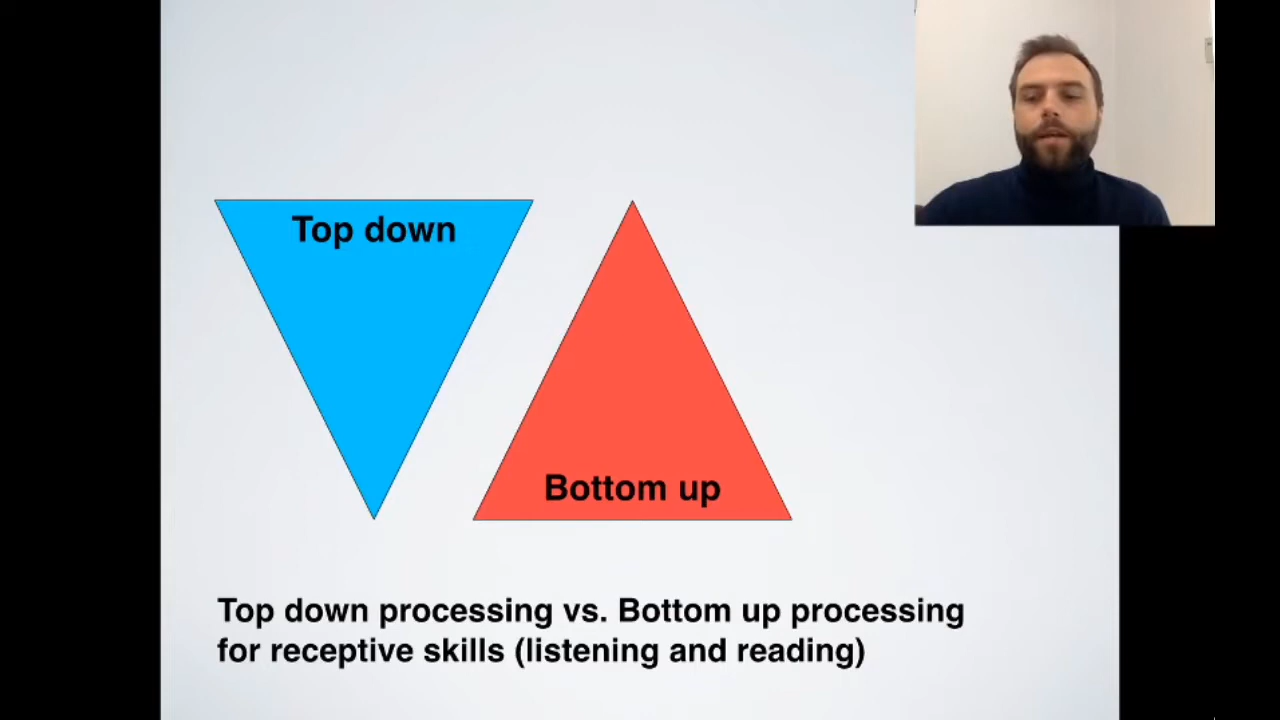 Top down
Bottom up
Top down processing vs. Bottom up processing
for receptive skills (listening and reading)